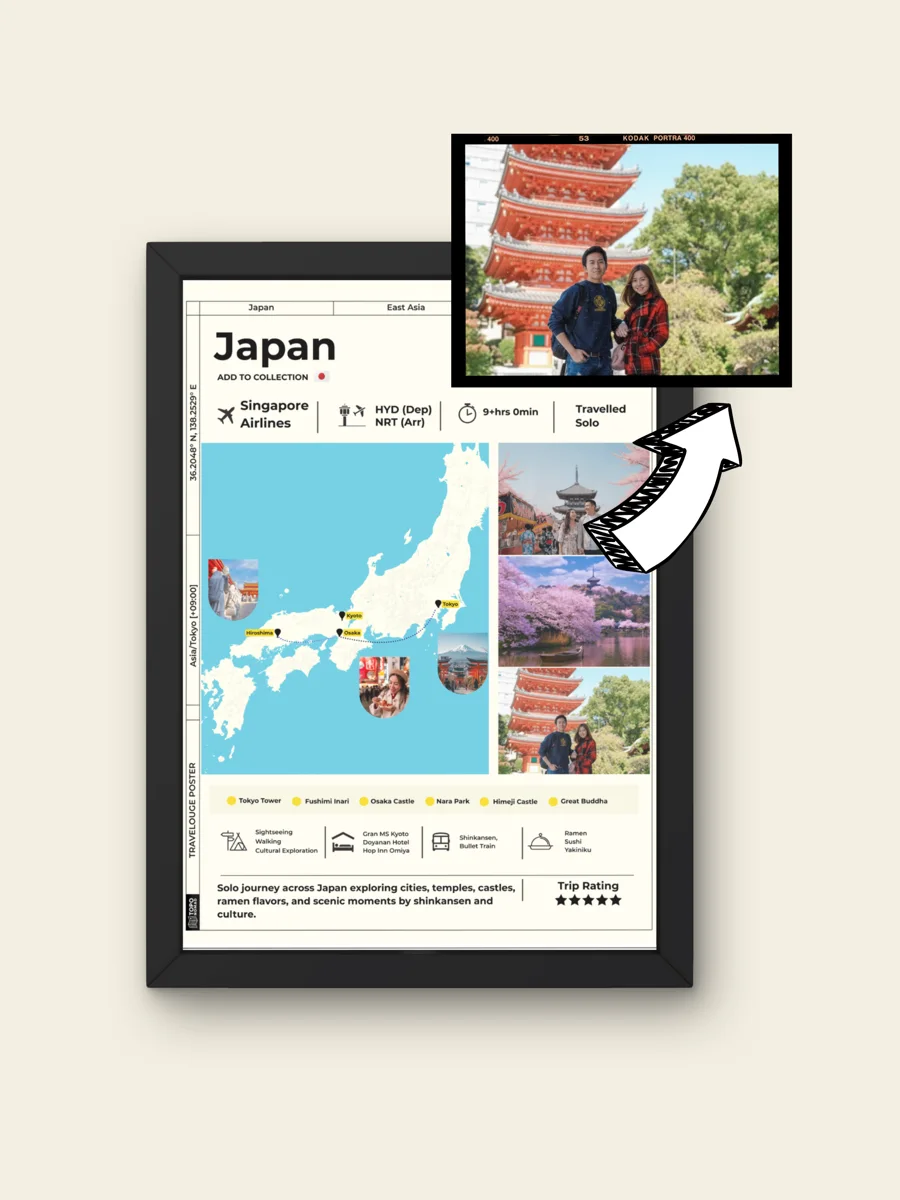 400 53 KODAK PORTRA 400
Japan East Asia
Japan
ADD TO COLLECTION
Singapore
Airlines
HYD (Dep)
NRT (Arr)
9+hrs 0min
Travelled
Solo
36.2048° N, 138.2529° E
Asia/Tokyo [+09:00]
TRAVELOUGE POSTER
Tokyo
Kyoto
Osaka
Hiroshima
Tokyo Tower Fushimi Inari Osaka Castle Nara Park Himeji Castle Great Buddha
Sightseeing
Walking
Cultural Exploration
Gran MS Kyoto
Doyanan Hotel
Hop Inn Omiya
Shinkansen,
Bullet Train
Ramen
Sushi
Yakiniku
Solo journey across Japan exploring cities, temples, castles,
ramen flavors, and scenic moments by shinkansen and
culture.
Trip Rating